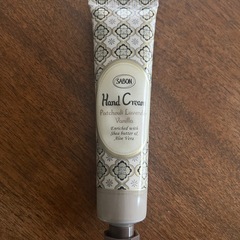 SABON
Hand Cream
Patchouli Lavender
Vanilla
Enriched with
Shea butter &
Aloe Vera